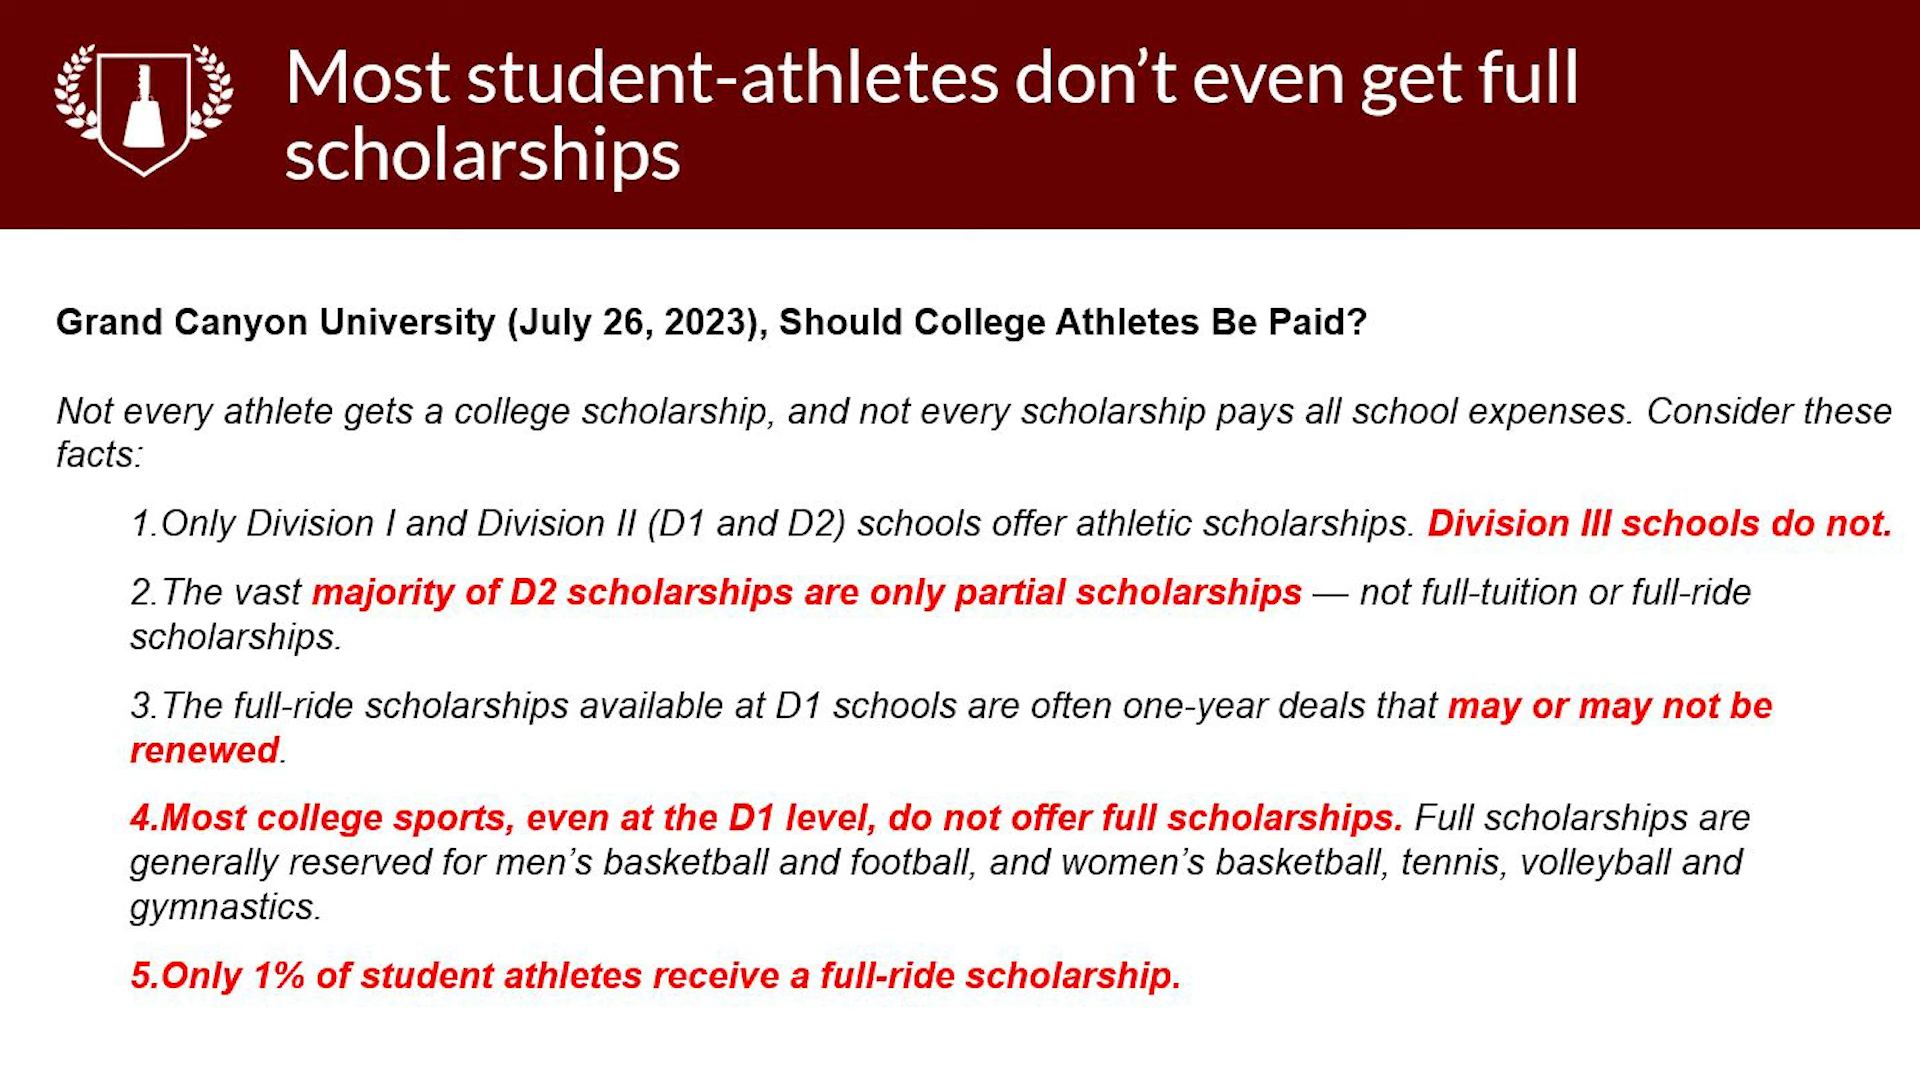 Most student-athletes don’t even get full
scholarships
Grand Canyon University (July 26, 2023), Should College Athletes Be Paid?
Not every athlete gets a college scholarship, and not every scholarship pays all school expenses. Consider these
facts:
1.Only Division I and Division II (D1 and D2) schools offer athletic scholarships. Division III schools do not.
2.The vast majority of D2 scholarships are only partial scholarships — not full-tuition or full-ride
scholarships.
3.The full-ride scholarships available at D1 schools are often one-year deals that may or may not be
renewed.
4.Most college sports, even at the D1 level, do not offer full scholarships. Full scholarships are
generally reserved for men’s basketball and football, and women’s basketball, tennis, volleyball and
gymnastics.
5.Only 1% of student athletes receive a full-ride scholarship.